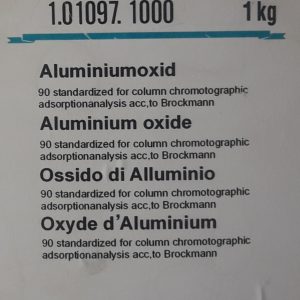 1.01097. 1000 1 kg
Aluminiumoxid
90 standardized for column chromotographic
adsorptionanalysis acc,to Brockmann
Aluminium oxide
90 standardized for column chromotographic
adsorptionanalysis acc,to Brockmann
Ossido di Alluminio
90 standardized for column chromotographic
adsorptionanalysis acc,to Brockmann
Oxyde d'Aluminium
90 standardized for column chromotographic
adsorptionanalysis acc,to Brockmann